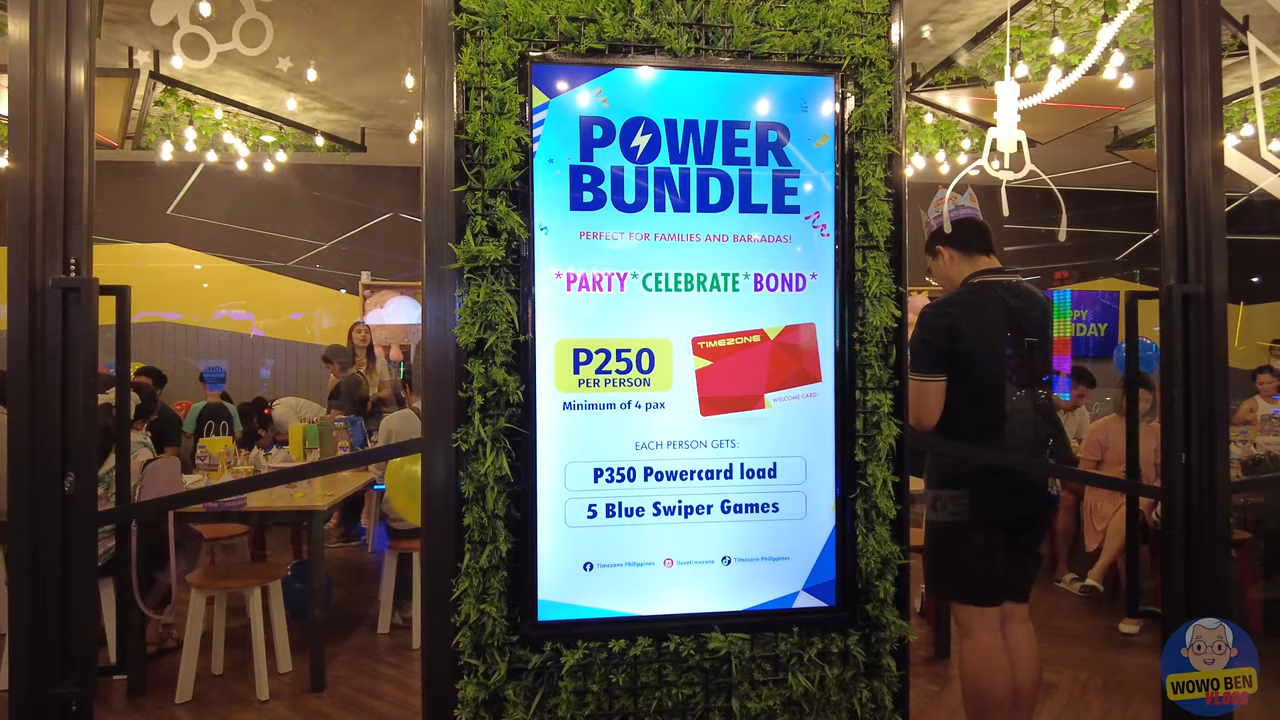 POWER
BUNDLE
PERFECT FOR FAMILIES AND BARKADAS!
*PARTY*CELEBRATE*BOND*
P250
PER PERSON
Minimum of 4 pax
TIMEZONE
WELCOME CARD
EACH PERSON GETS:
P350 Powercard load
5 Blue Swiper Games
Timezone Philippines
ilovetimezone
Timezone Philippines
PPY
HDAY
WOWO BEN
VLOGS